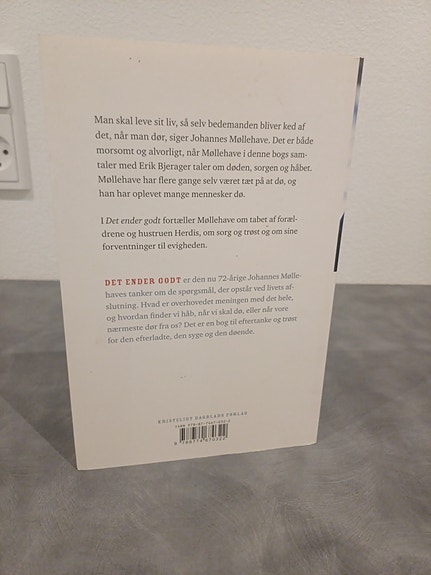 Man skal leve sit liv, så selv bedemanden bliver ked af
det, når man dør, siger Johannes Møllehave. Det er både
morsomt og alvorligt, når Møllehave i denne bogs sam-
taler med Erik Bjerager taler om døden, sorgen og håbet.
Møllehave har flere gange selv været tæt på at dø, og
han har oplevet mange mennesker dø.
I Det ender godt fortæller Møllehave om tabet af foræl-
drene og hustruen Herdis, om sorg og trøst og om sine
forventninger til evigheden.
DET ENDER GODT er den nu 72-årige Johannes Mølle-
haves tanker om de spørgsmål, der opstår ved livets af-
slutning. Hvad er overhovedet meningen med det hele,
og hvordan finder vi håb, når vi skal dø, eller når vore
nærmeste dør fra os? Det er en bog til eftertanke og trøst
for den efterladte, den syge og den døende.
KRISTELIGT DAGBLADS FORLAG